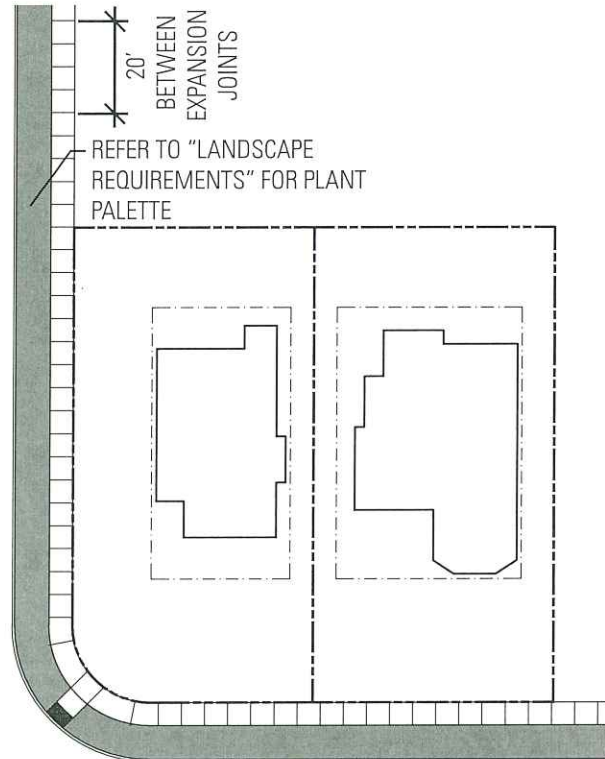 20'
BETWEEN
EXPANSION
JOINTS
REFER TO "LANDSCAPE
REQUIREMENTS" FOR PLANT
PALETTE